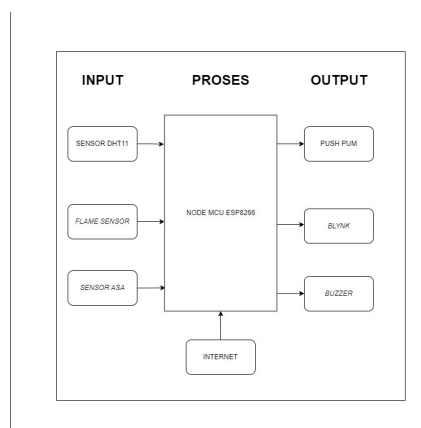 INPUT PROSES OUTPUT
SENSOR DHT11
PUSH PUM
NODE MCU ESP8266
FLAME SENSOR
BLYNK
SENSOR ASA
BUZZER
INTERNET